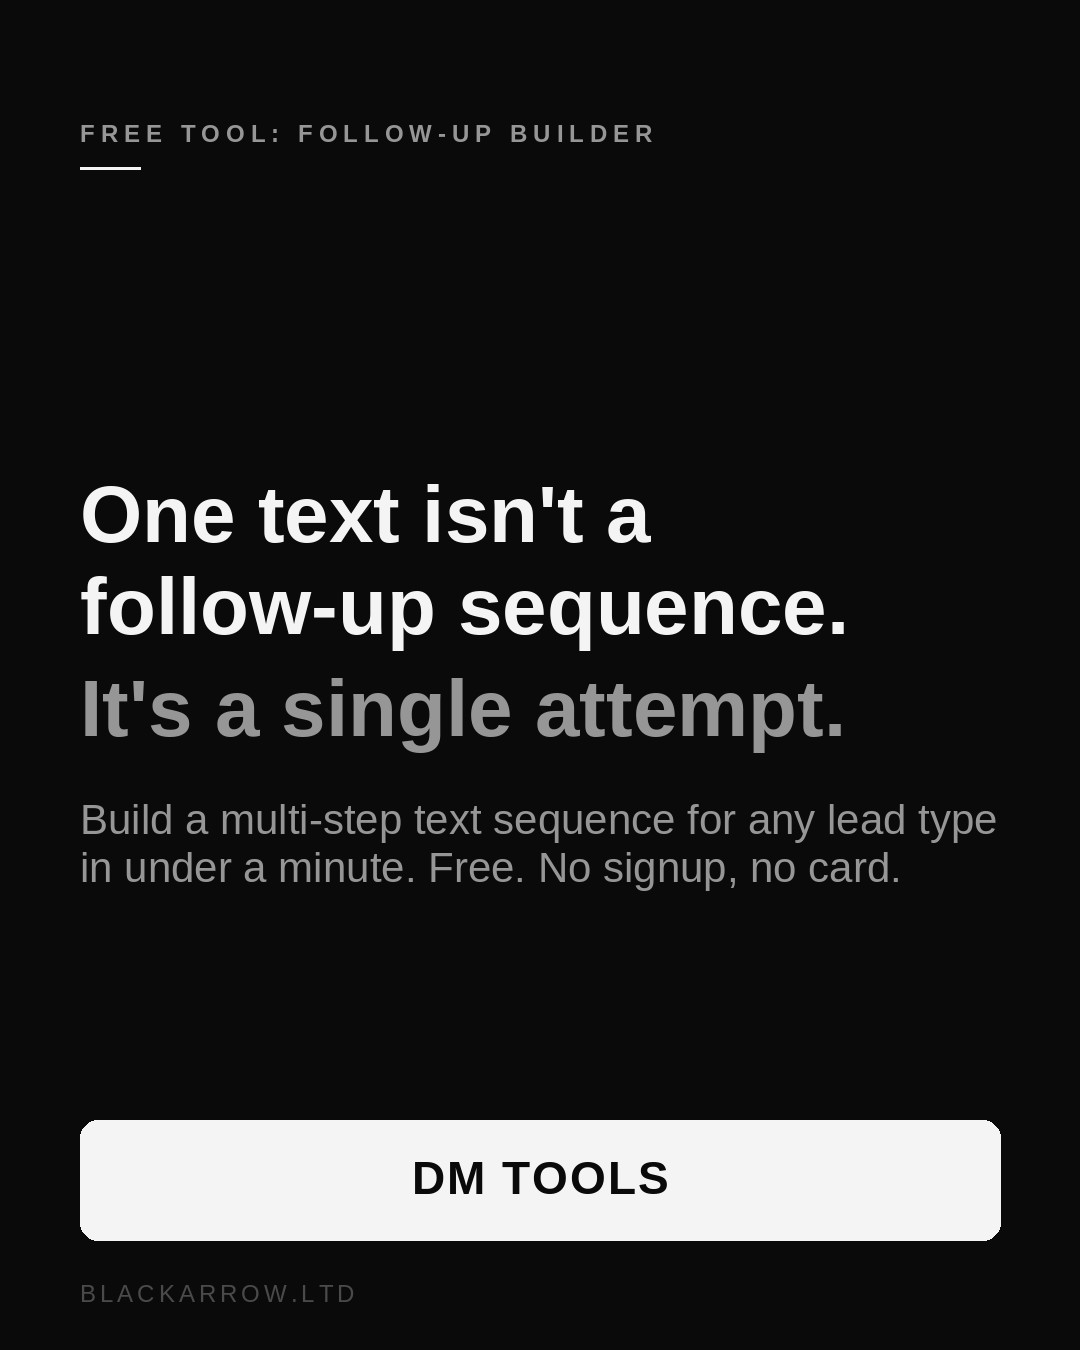 FREE TOOL: FOLLOW-UP BUILDER
One text isn't a
follow-up sequence.
It's a single attempt.
Build a multi-step text sequence for any lead type
in under a minute. Free. No signup, no card.
DM TOOLS
BLACKARROW.LTD